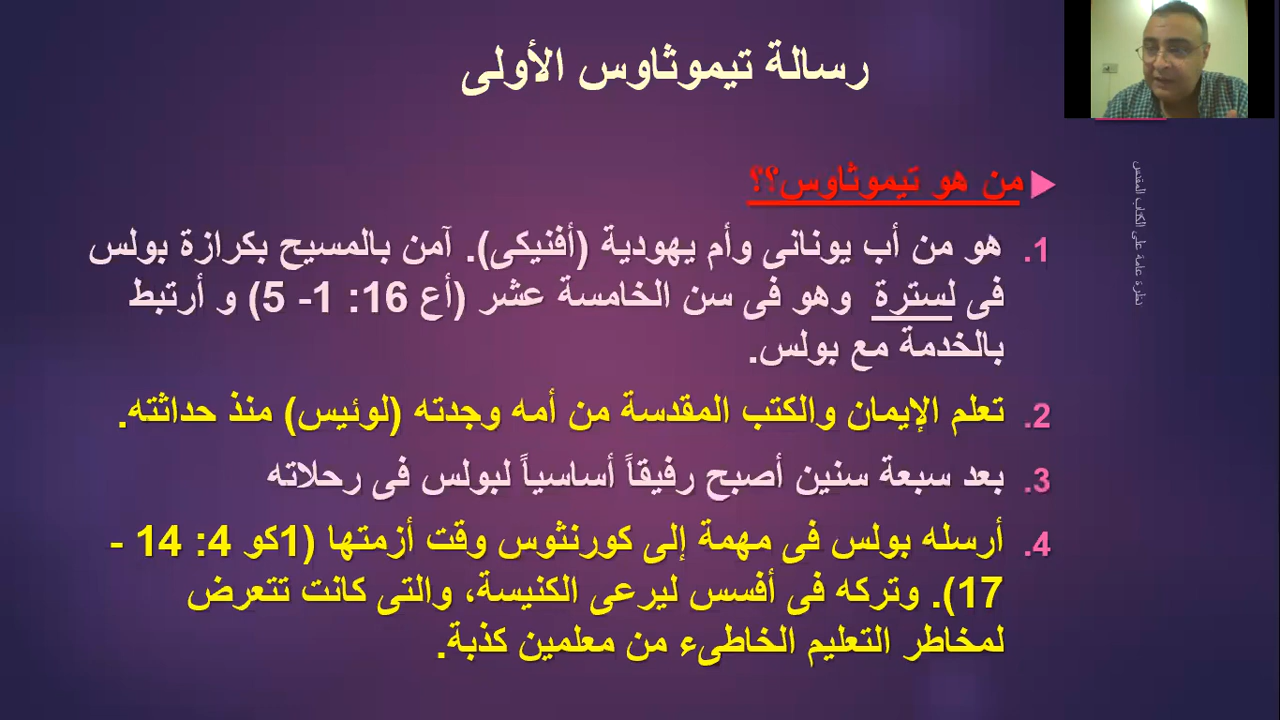 رسالة تيموثاوس الأولى
من هو تيموثاوس؟؟
1. هو من أب يونانى وأم يهودية (أفنيكى). آمن بالمسيح بكرازة بولس
فى لسترة وهو فى سن الخامسة عشر (أع 16: 1- 5) و أرتبط
بالخدمة مع بولس.
2. تعلم الإيمان والكتب المقدسة من أمه وجدته (لوئيس) منذ حداثته.
3. بعد سبعة سنين أصبح رفيقاً أساسياً لبولس فى رحلاته
4. أرسله بولس فى مهمة إلى كورنثوس وقت أزمتها (1كو 4: 14 -
17). وتركه فى أفسس ليرعى الكنيسة، والتى كانت تتعرض
لمخاطر التعليم الخاطىء من معلمين كذبة.
نظرة عامة على الكتاب المقدس